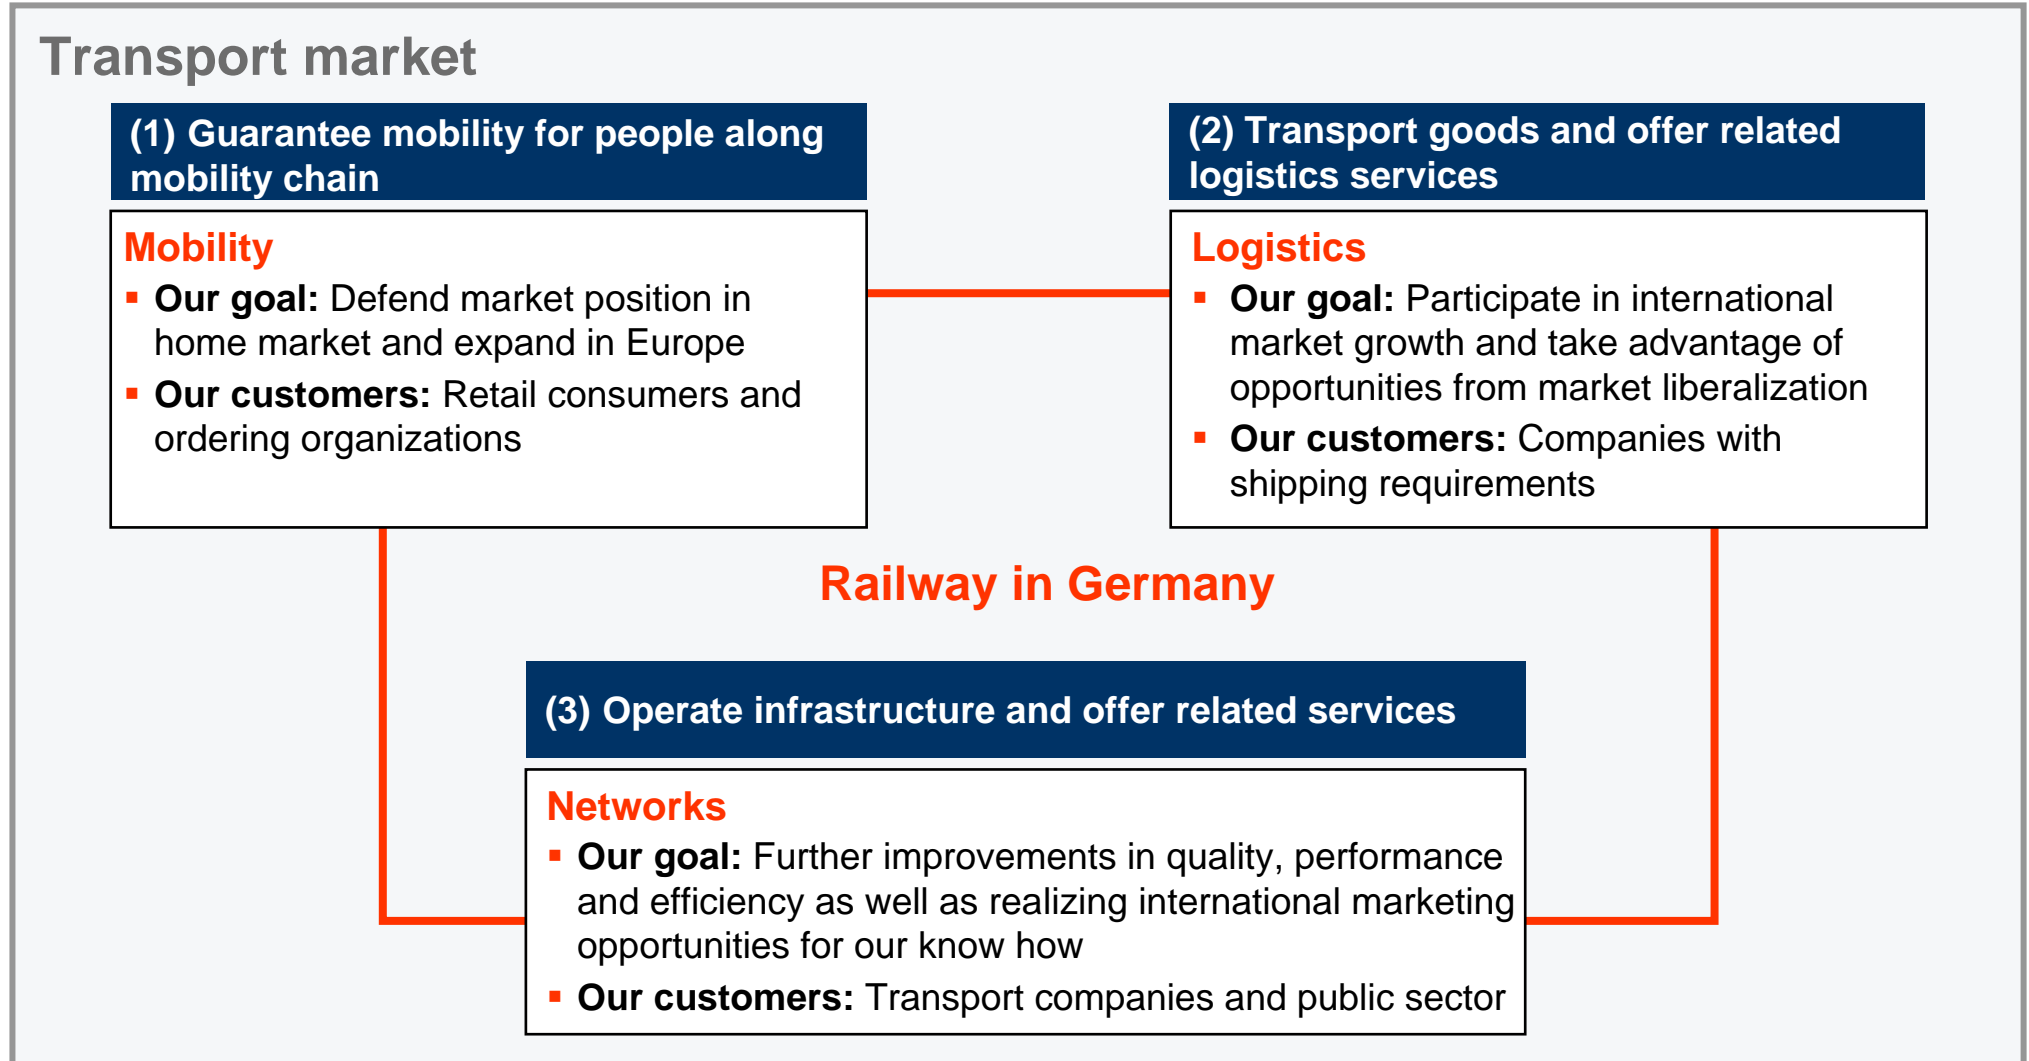 Transport market
(1) Guarantee mobility for people along
mobility chain
Mobility
▪ Our goal: Defend market position in
home market and expand in Europe
▪ Our customers: Retail consumers and
ordering organizations
(2) Transport goods and offer related
logistics services
Logistics
▪ Our goal: Participate in international
market growth and take advantage of
opportunities from market liberalization
▪ Our customers: Companies with
shipping requirements
Railway in Germany
(3) Operate infrastructure and offer related services
Networks
▪ Our goal: Further improvements in quality, performance
and efficiency as well as realizing international marketing
opportunities for our know how
▪ Our customers: Transport companies and public sector